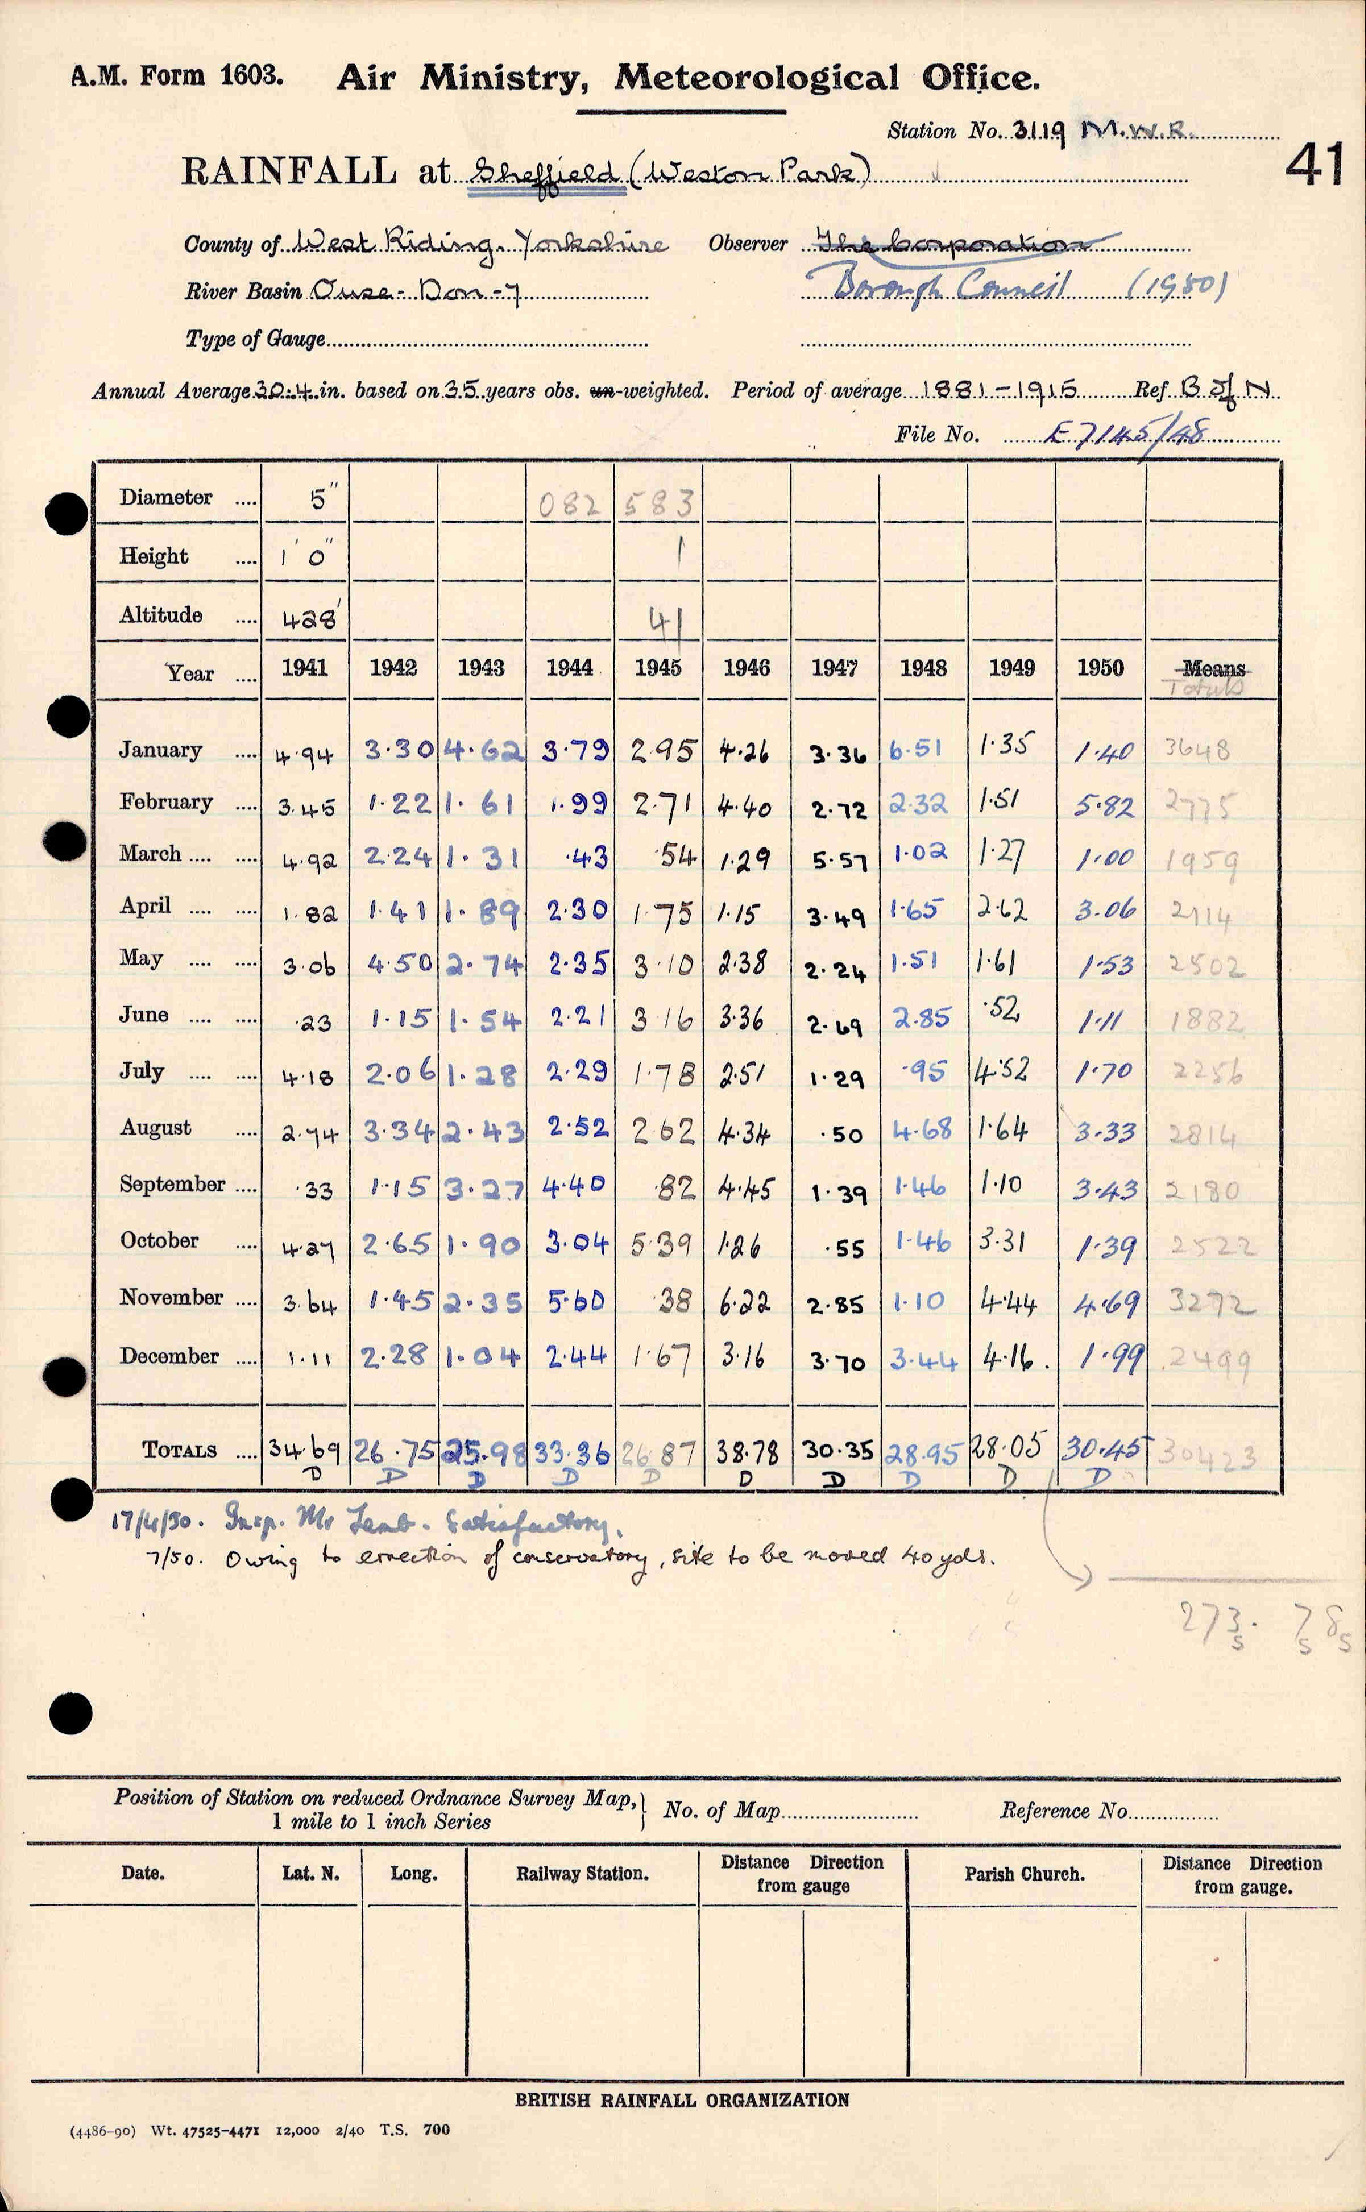 A.M. Form 1603. Air Ministry, Meteorological Office.
Station No. 3119 M.W.R.
41
RAINFALL at Sheffield (Weston Park)
County of West Riding. Yorkshire Observer The Corporation
River Basin Ouse - Don - 7 Borough Council (1950)
Type of Gauge
Annual Average 30.4 in. based on 35 years obs. un-weighted. Period of average 1881-1915 Ref. B of N
File No. E7145/48
Diameter .... 5" 082 583
Height .... 1' 0" 1
Altitude .... 428' 41
Year .... 1941 1942 1943 1944 1945 1946 1947 1948 1949 1950 Means
Totals
January .... 4.94 3.30 4.62 3.79 2.95 4.26 3.36 6.51 1.35 1.40 3648
February .... 3.45 1.22 1.61 1.99 2.71 4.40 2.72 2.32 1.51 5.82 2775
March .... .... 4.92 2.24 1.31 .43 .54 1.29 5.57 1.02 1.27 1.00 1959
April .... .... 1.82 1.41 1.89 2.30 1.75 1.15 3.49 1.65 2.62 3.06 2114
May .... .... 3.06 4.50 2.74 2.35 3.10 2.38 2.24 1.51 1.61 1.53 2502
June .... .... .23 1.15 1.54 2.21 3.16 3.36 2.69 2.85 .52 1.11 1882
July .... .... 4.18 2.06 1.28 2.29 1.78 2.51 1.29 .95 4.52 1.70 2256
August .... 2.74 3.34 2.43 2.52 2.62 4.34 .50 4.68 1.64 3.33 2814
September .... .33 1.15 3.27 4.40 .82 4.45 1.39 1.46 1.10 3.43 2180
October .... 4.27 2.65 1.90 3.04 5.39 1.26 .55 1.46 3.31 1.39 2522
November .... 3.64 1.45 2.35 5.60 .38 6.22 2.85 1.10 4.44 4.69 3272
December .... 1.11 2.28 1.04 2.44 1.67 3.16 3.70 3.44 4.16 1.99 2499
TOTALS .... 34.69 26.75 25.98 33.36 26.87 38.78 30.35 28.95 28.05 30.45 30423
D D D D D D D D D D
17/4/50. Insp. Mr Lamb. Satisfactory.
7/50. Owing to erection of conservatory, site to be moved 40 yds.
273. 78
5 5 5
Position of Station on reduced Ordnance Survey Map, 1 mile to 1 inch Series } No. of Map Reference No.
Date. Lat. N. Long. Railway Station. Distance Direction from gauge Parish Church. Distance Direction from gauge.
BRITISH RAINFALL ORGANIZATION
(4486-90) Wt. 47525-4471 12,000 2/40 T.S. 700